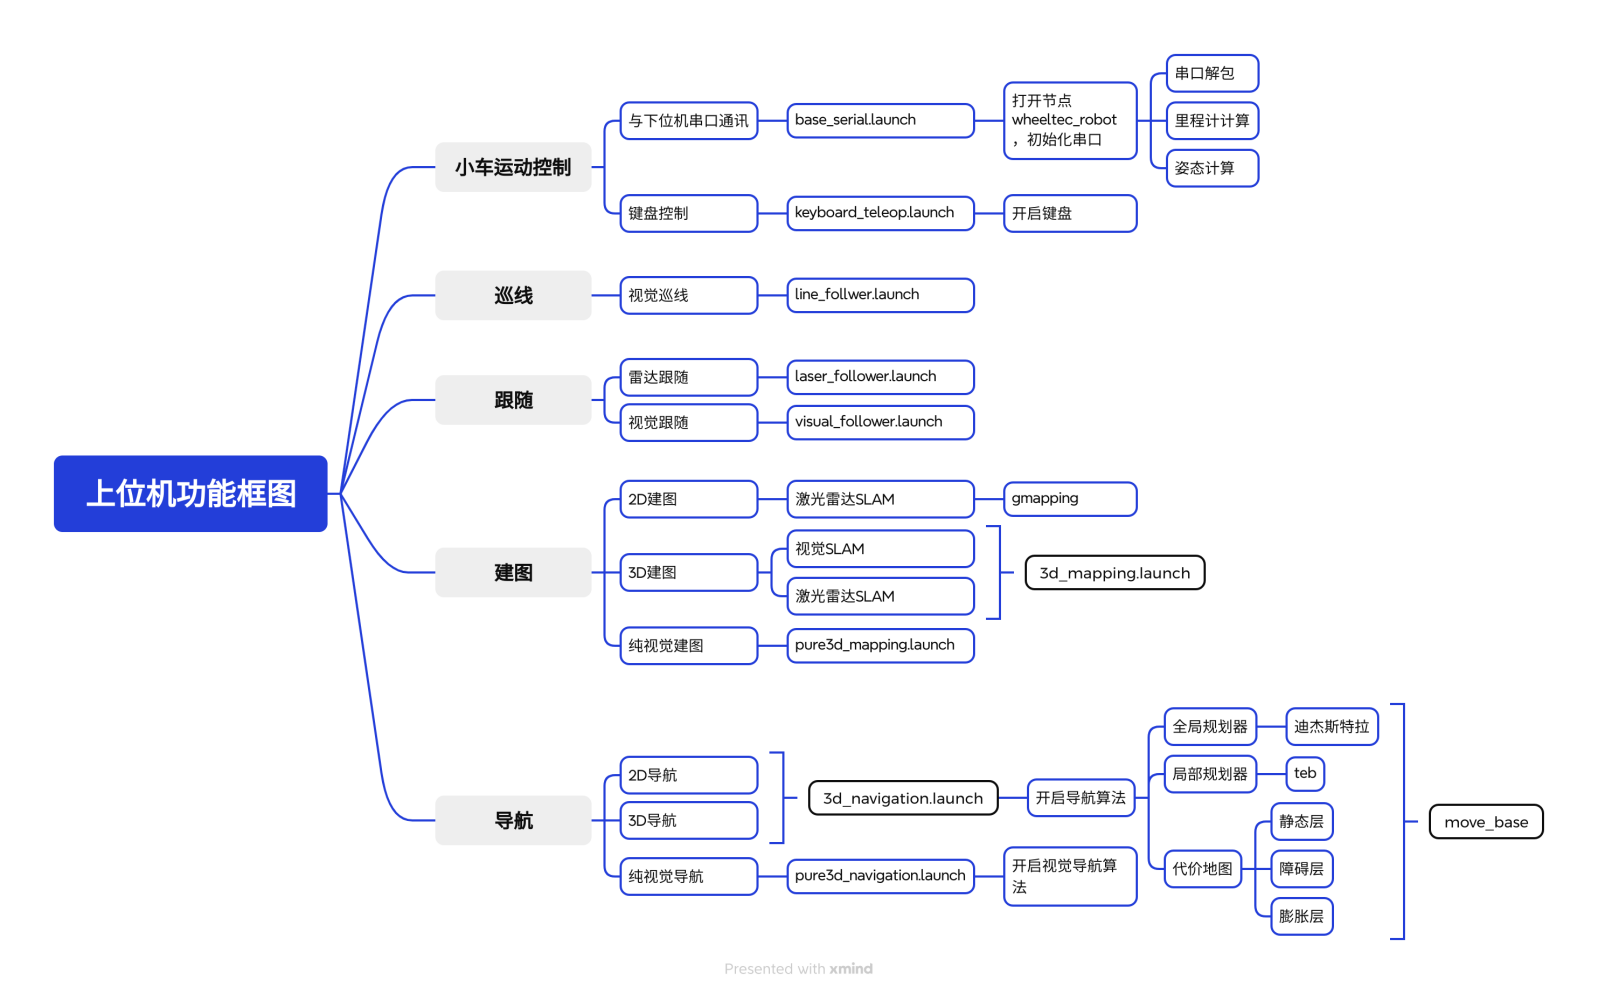 上位机功能框图
小车运动控制
与下位机串口通讯
base_serial.launch
打开节点
wheeltec_robot
，初始化串口
串口解包
里程计计算
姿态计算
键盘控制
keyboard_teleop.launch
开启键盘
巡线
视觉巡线
line_follwer.launch
跟随
雷达跟随
laser_follower.launch
视觉跟随
visual_follower.launch
建图
2D建图
激光雷达SLAM
gmapping
3D建图
视觉SLAM
激光雷达SLAM
3d_mapping.launch
纯视觉建图
pure3d_mapping.launch
导航
2D导航
3D导航
3d_navigation.launch
开启导航算法
全局规划器
迪杰斯特拉
局部规划器
teb
代价地图
静态层
障碍层
膨胀层
move_base
纯视觉导航
pure3d_navigation.launch
开启视觉导航算
法
Presented with xmind